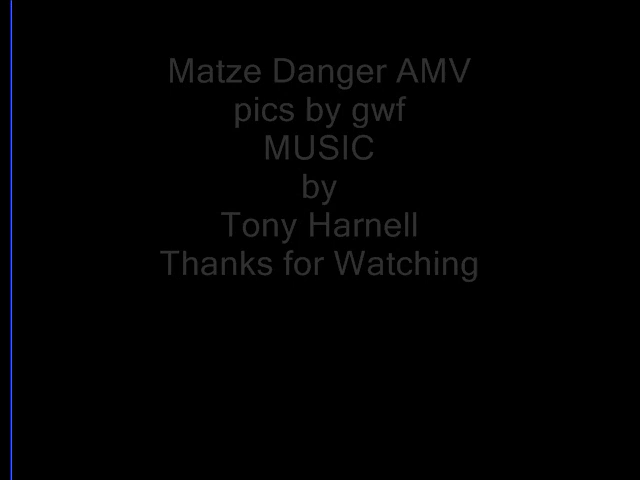 Matze Danger AMV
pics by gwf
MUSIC
by
Tony Harnell
Thanks for Watching